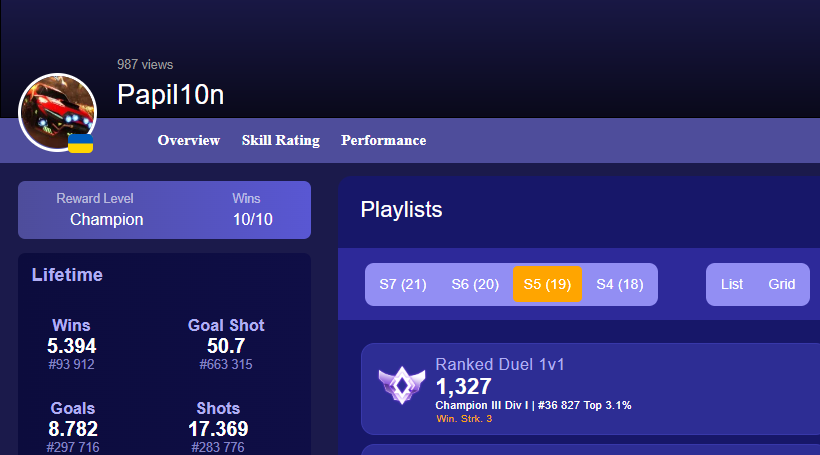 987 views
Papil10n
Overview Skill Rating Performance
Reward Level Wins
Champion 10/10
Lifetime
Wins Goal Shot
5.394 50.7
#93 912 #663 315
Goals Shots
8.782 17.369
#297 716 #283 776
Playlists
S7 (21) S6 (20) S5 (19) S4 (18) List Grid
Ranked Duel 1v1
1,327
Champion III Div I | #36 827 Top 3.1%
Win. Strk. 3